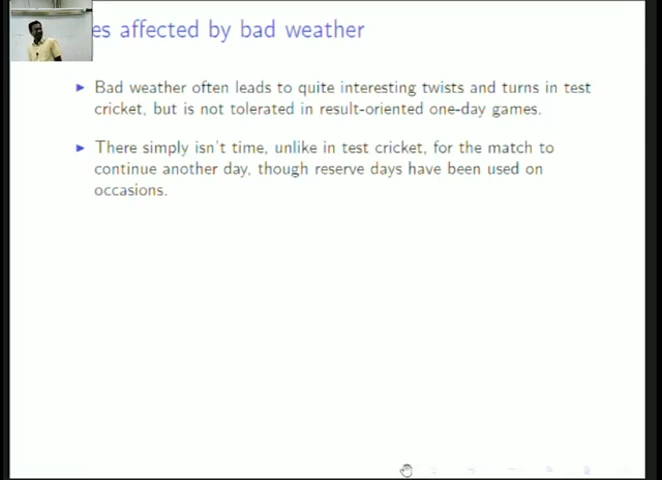 es affected by bad weather
Bad weather often leads to quite interesting twists and turns in test
cricket, but is not tolerated in result-oriented one-day games.
There simply isn't time, unlike in test cricket, for the match to
continue another day, though reserve days have been used on
occasions.